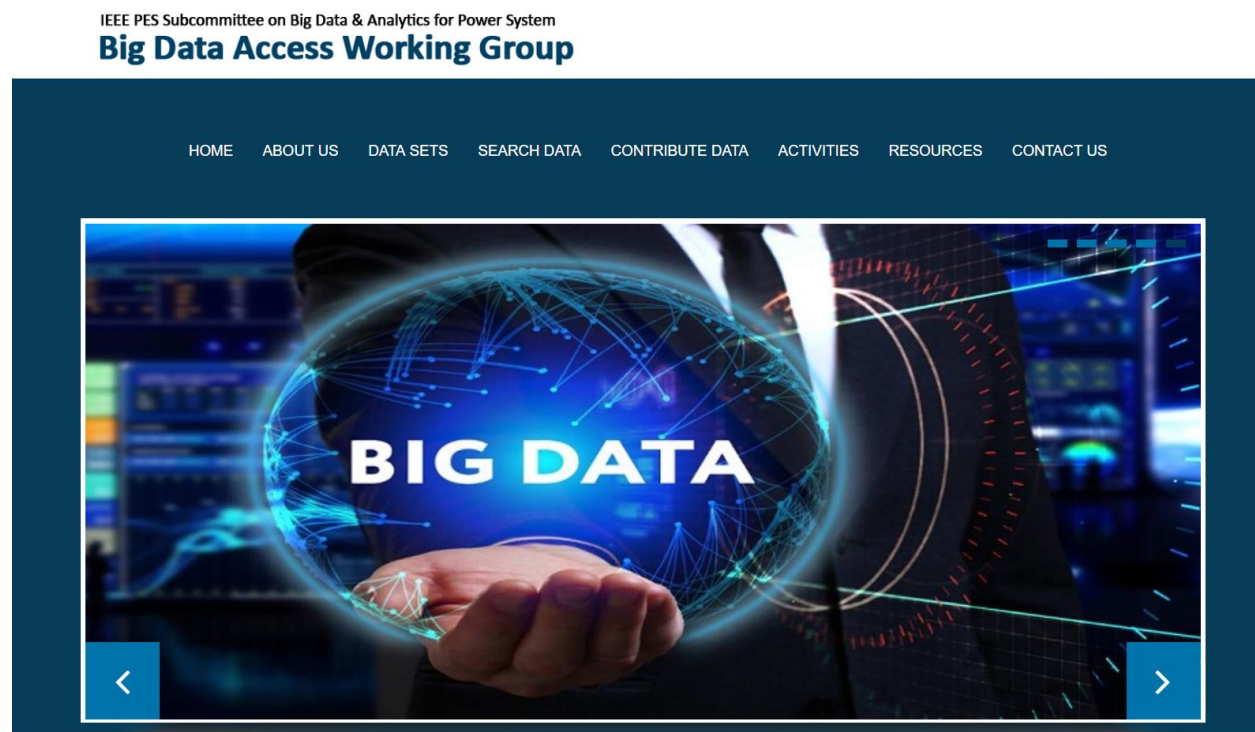 IEEE PES Subcommittee on Big Data & Analytics for Power System
Big Data Access Working Group
HOME ABOUT US DATA SETS SEARCH DATA CONTRIBUTE DATA ACTIVITIES RESOURCES CONTACT US
BIG DATA